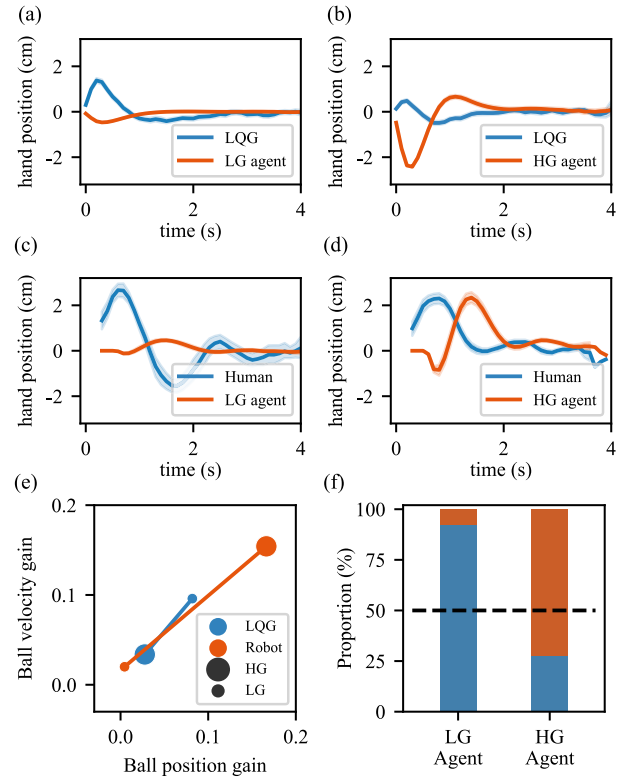 (a)
hand position (cm)
2
0
-2
0
2
4
time (s)
LQG
LG agent
(b)
hand position (cm)
2
0
-2
0
2
4
time (s)
LQG
HG agent
(c)
hand position (cm)
2
0
-2
0
2
4
time (s)
Human
LG agent
(d)
hand position (cm)
2
0
-2
0
2
4
time (s)
Human
HG agent
(e)
Ball velocity gain
0.2
0.1
0.0
0.0
0.1
0.2
Ball position gain
LQG
Robot
HG
LG
(f)
Proportion (%)
100
75
50
25
0
LG
Agent
HG
Agent